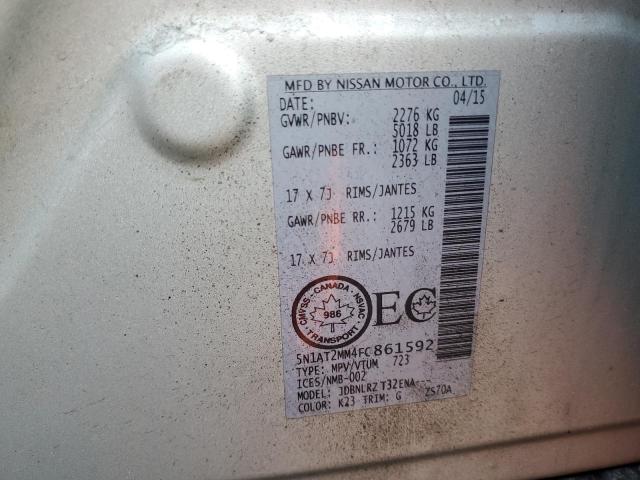 MFD BY NISSAN MOTOR CO., LTD.
DATE: 04/15
GVWR/PNBV: 2276 KG
5018 LB
GAWR/PNBE FR.: 1072 KG
2363 LB
17 X 7J RIMS/JANTES
GAWR/PNBE RR.: 1215 KG
2679 LB
17 X 7J RIMS/JANTES
CANADA
CMVSS NSVAC
986
TRANSPORT
EC
5N1AT2MM4FC861592
TYPE: MPV/VTUM 723
ICES/NMB-002
MODEL: JDBNLRZ T32ENA---
COLOR: K23 TRIM: G ZS70A